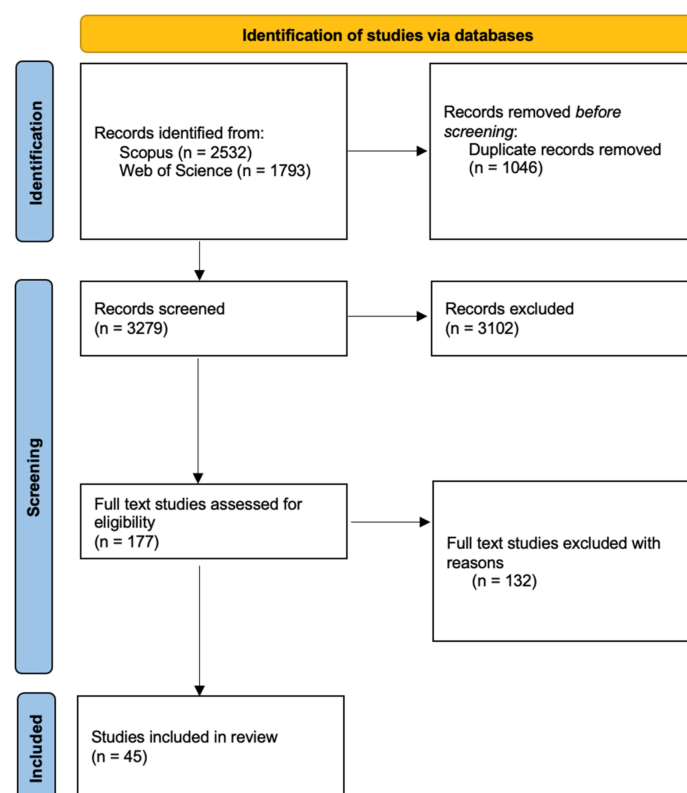 Identification of studies via databases
Identification
Records identified from:
Scopus (n = 2532)
Web of Science (n = 1793)
Records removed before
screening:
Duplicate records removed
(n = 1046)
Screening
Records screened
(n = 3279)
Records excluded
(n = 3102)
Full text studies assessed for
eligibility
(n = 177)
Full text studies excluded with
reasons
(n = 132)
Included
Studies included in review
(n = 45)